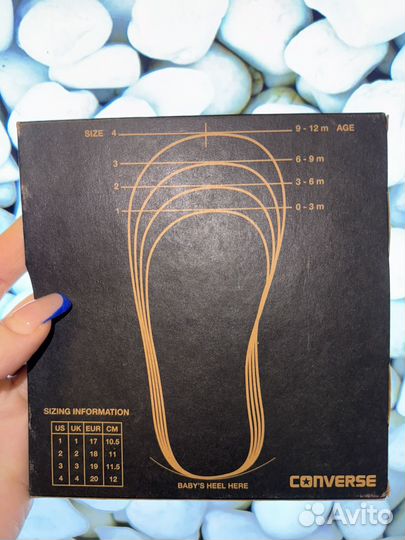 SIZE 4 9 - 12 m AGE
3 6 - 9 m
2 3 - 6 m
1 0 - 3 m
SIZING INFORMATION
US UK EUR CM
1 1 17 10.5
2 2 18 11
3 3 19 11.5
4 4 20 12
BABY'S HEEL HERE
CONVERSE
Avito